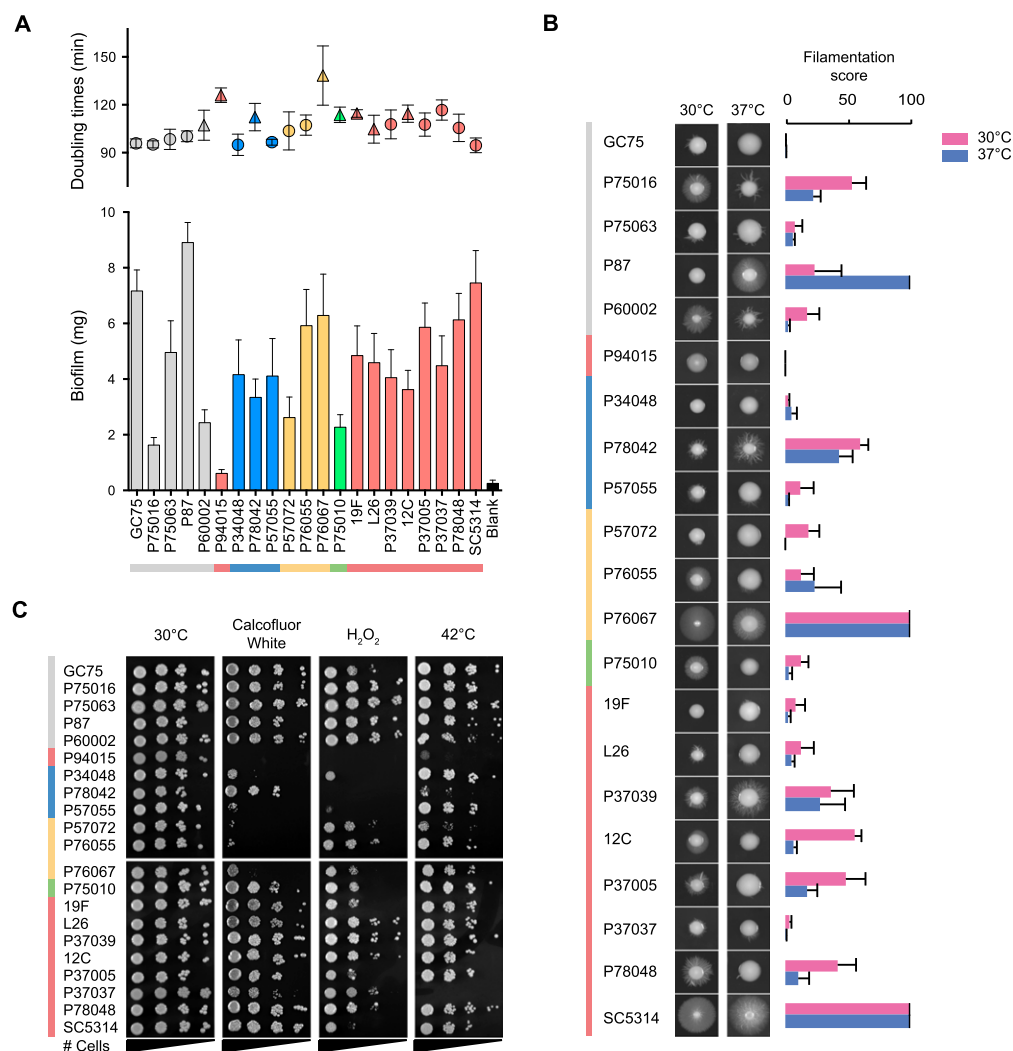 A
Doubling times (min)
150
120
90
Biofilm (mg)
10
8
6
4
2
0
GC75
P75016
P75063
P87
P60002
P94015
P34048
P78042
P57055
P57072
P76055
P76067
P75010
19F
L26
P37039
12C
P37005
P37037
P78048
SC5314
Blank
B
Filamentation
score
30°C 37°C 0 50 100
30°C
37°C
GC75
P75016
P75063
P87
P60002
P94015
P34048
P78042
P57055
P57072
P76055
P76067
P75010
19F
L26
P37039
12C
P37005
P37037
P78048
SC5314
C
30°C
Calcofluor
White
H₂O₂
42°C
GC75
P75016
P75063
P87
P60002
P94015
P34048
P78042
P57055
P57072
P76055
P76067
P75010
19F
L26
P37039
12C
P37005
P37037
P78048
SC5314
# Cells